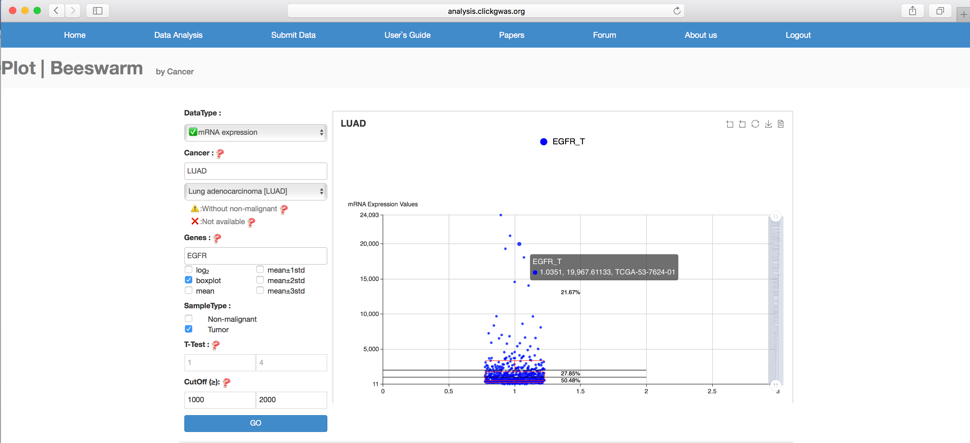 analysis.clickgwas.org
Home Data Analysis Submit Data User's Guide Papers Forum About us Logout
Plot | Beeswarm by Cancer
DataType :
mRNA expression
Cancer :
LUAD
Lung adenocarcinoma [LUAD]
:Without non-malignant
:Not available
Genes :
EGFR
log₂ mean±1std
boxplot mean±2std
mean mean±3std
SampleType :
Non-malignant
Tumor
T-Test :
1 4
CutOff (≥):
1000 2000
GO
LUAD
EGFR_T
mRNA Expression Values
24,093
20,000
EGFR_T
1.0351, 19,967.61133, TCGA-53-7624-01
15,000
21.67%
10,000
5,000
27.85%
50.48%
11
0 0.5 1 1.5 2 2.5